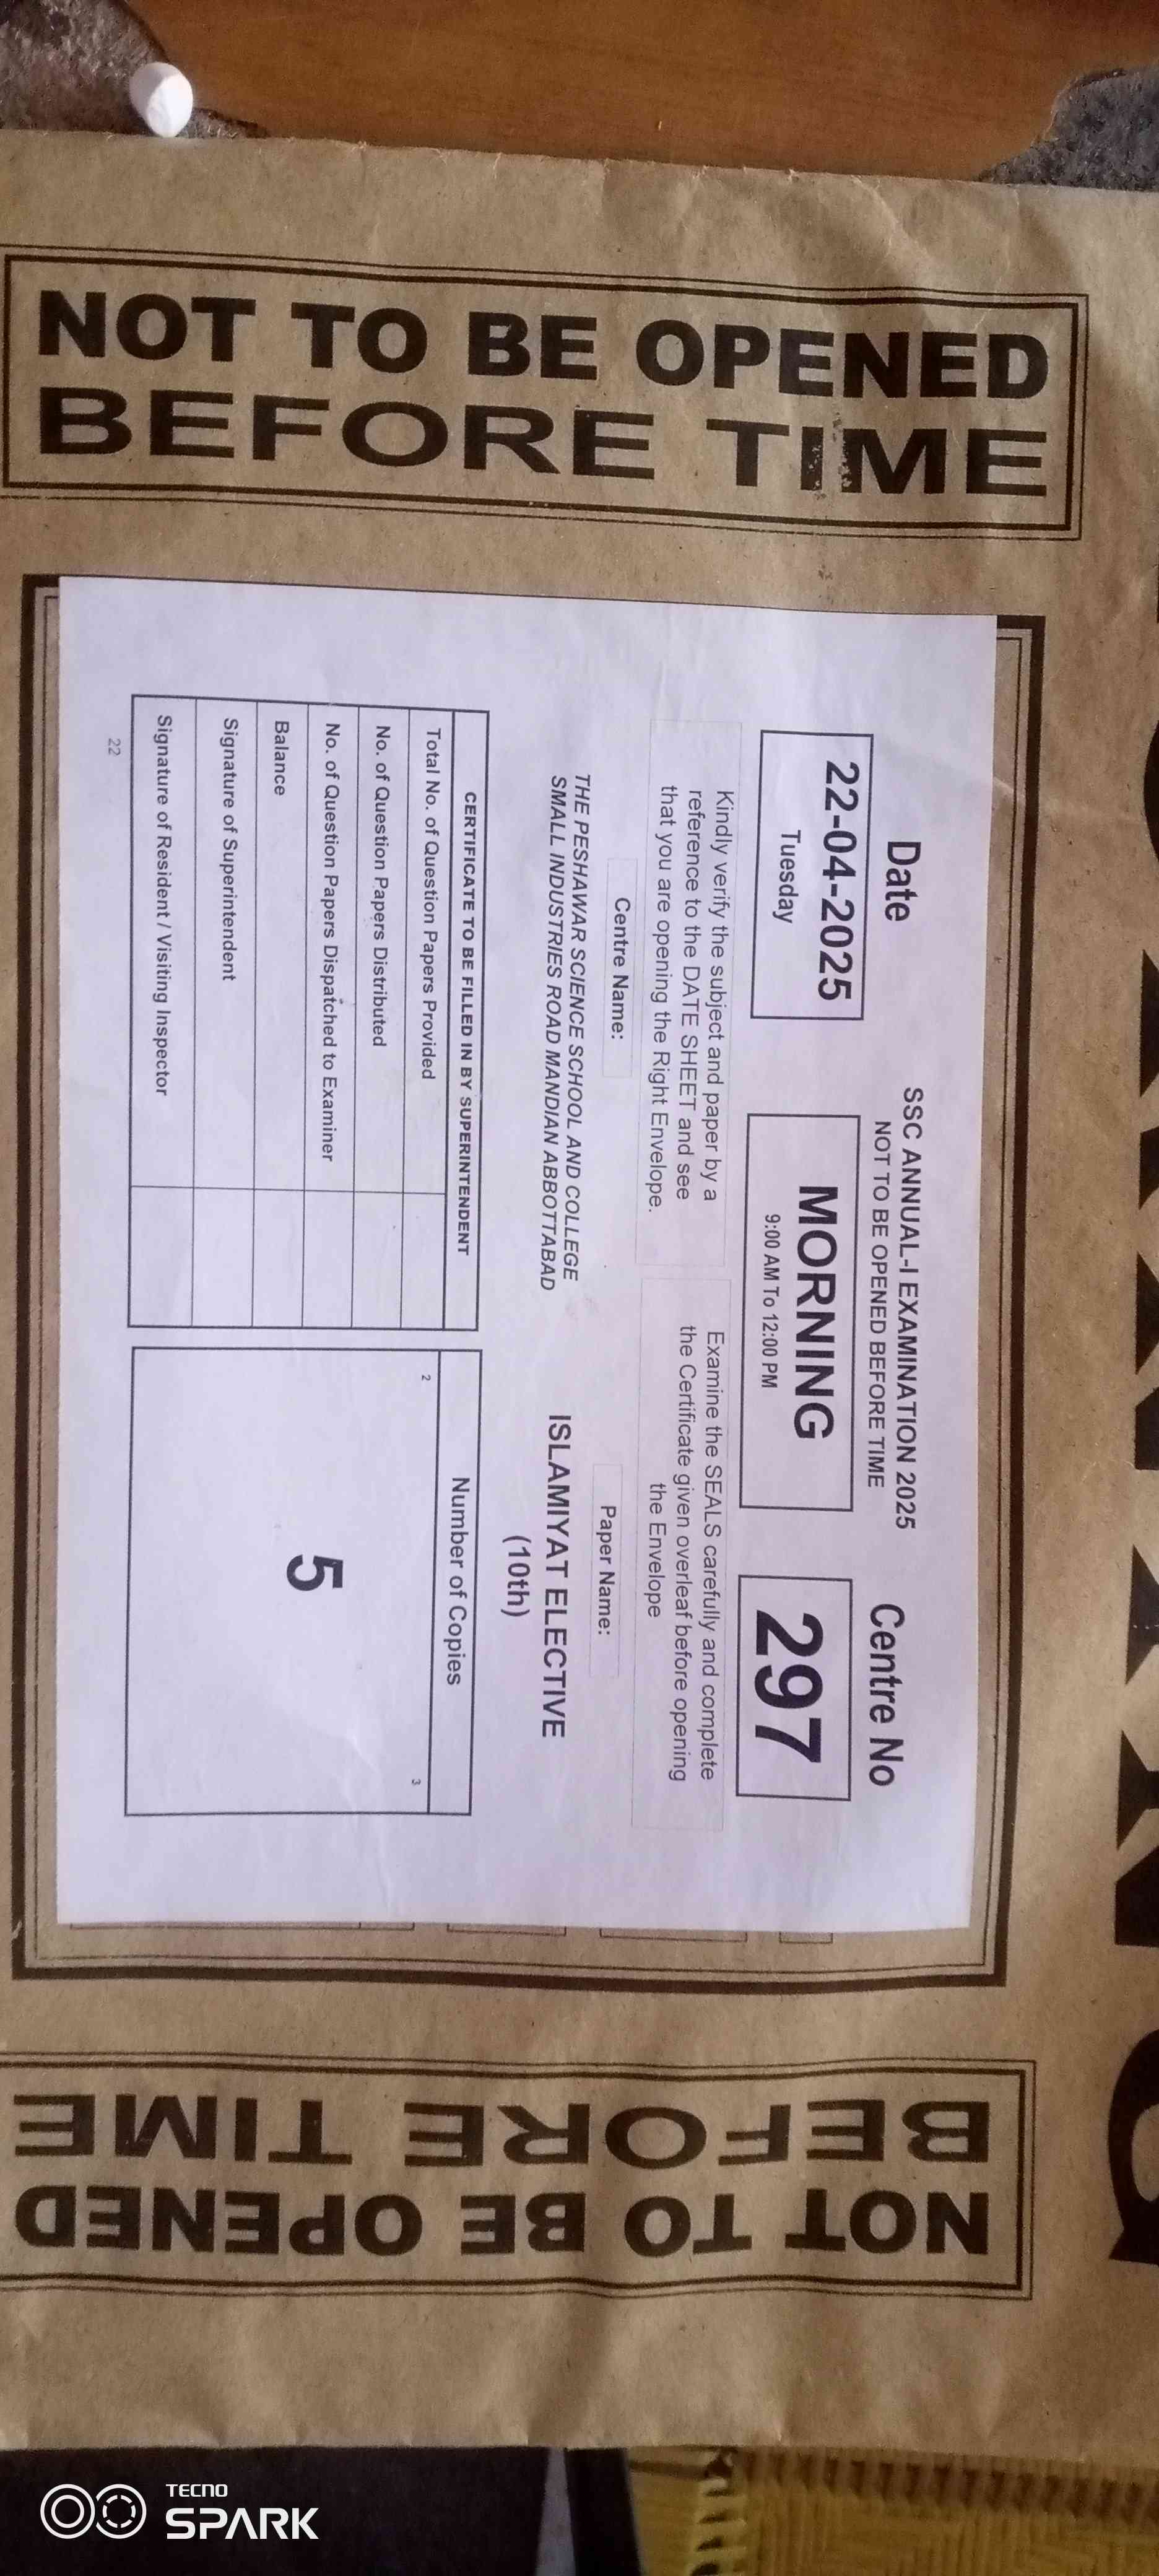 NOT TO BE OPENED
BEFORE TIME
Date
22-04-2025
Tuesday
SSC ANNUAL-I EXAMINATION 2025
NOT TO BE OPENED BEFORE TIME
MORNING
9:00 AM To 12:00 PM
Centre No
297
Kindly verify the subject and paper by a
reference to the DATE SHEET and see
that you are opening the Right Envelope.
Examine the SEALS carefully and complete
the Certificate given overleaf before opening
the Envelope
Centre Name:
THE PESHAWAR SCIENCE SCHOOL AND COLLEGE
SMALL INDUSTRIES ROAD MANDIAN ABBOTTABAD
Paper Name:
ISLAMIYAT ELECTIVE
(10th)
CERTIFICATE TO BE FILLED IN BY SUPERINTENDENT
Total No. of Question Papers Provided
No. of Question Papers Distributed
No. of Question Papers Dispatched to Examiner
Balance
Signature of Superintendent
Signature of Resident / Visiting Inspector
22
Number of Copies
2
3
5
NOT TO BE OPENED
BEFORE TIME
TECNO
SPARK